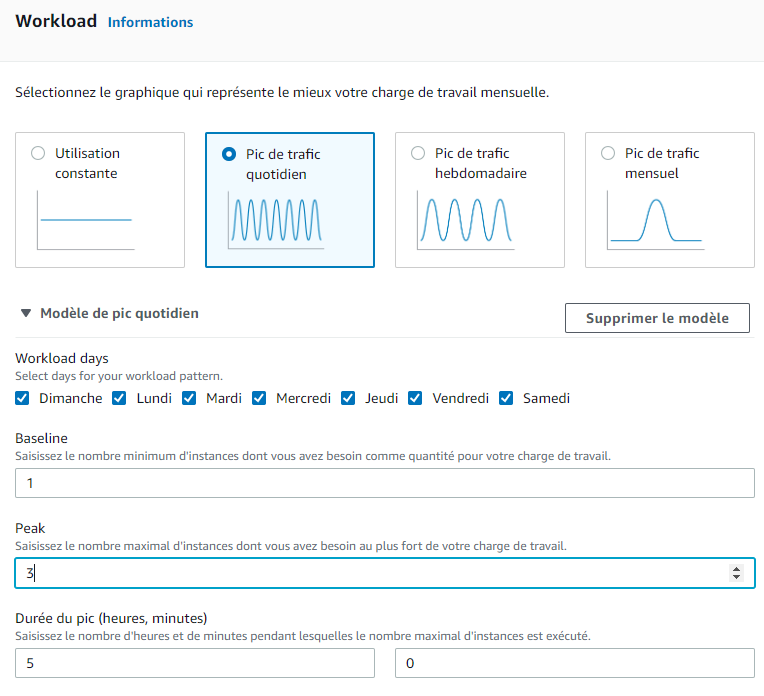 Workload Informations
Sélectionnez le graphique qui représente le mieux votre charge de travail mensuelle.
Utilisation
constante
Pic de trafic
quotidien
Pic de trafic
hebdomadaire
Pic de trafic
mensuel
Modèle de pic quotidien
Supprimer le modèle
Workload days
Select days for your workload pattern.
Dimanche Lundi Mardi Mercredi Jeudi Vendredi Samedi
Baseline
Saisissez le nombre minimum d'instances dont vous avez besoin comme quantité pour votre charge de travail.
1
Peak
Saisissez le nombre maximal d'instances dont vous avez besoin au plus fort de votre charge de travail.
3
Durée du pic (heures, minutes)
Saisissez le nombre d'heures et de minutes pendant lesquelles le nombre maximal d'instances est exécuté.
5 0